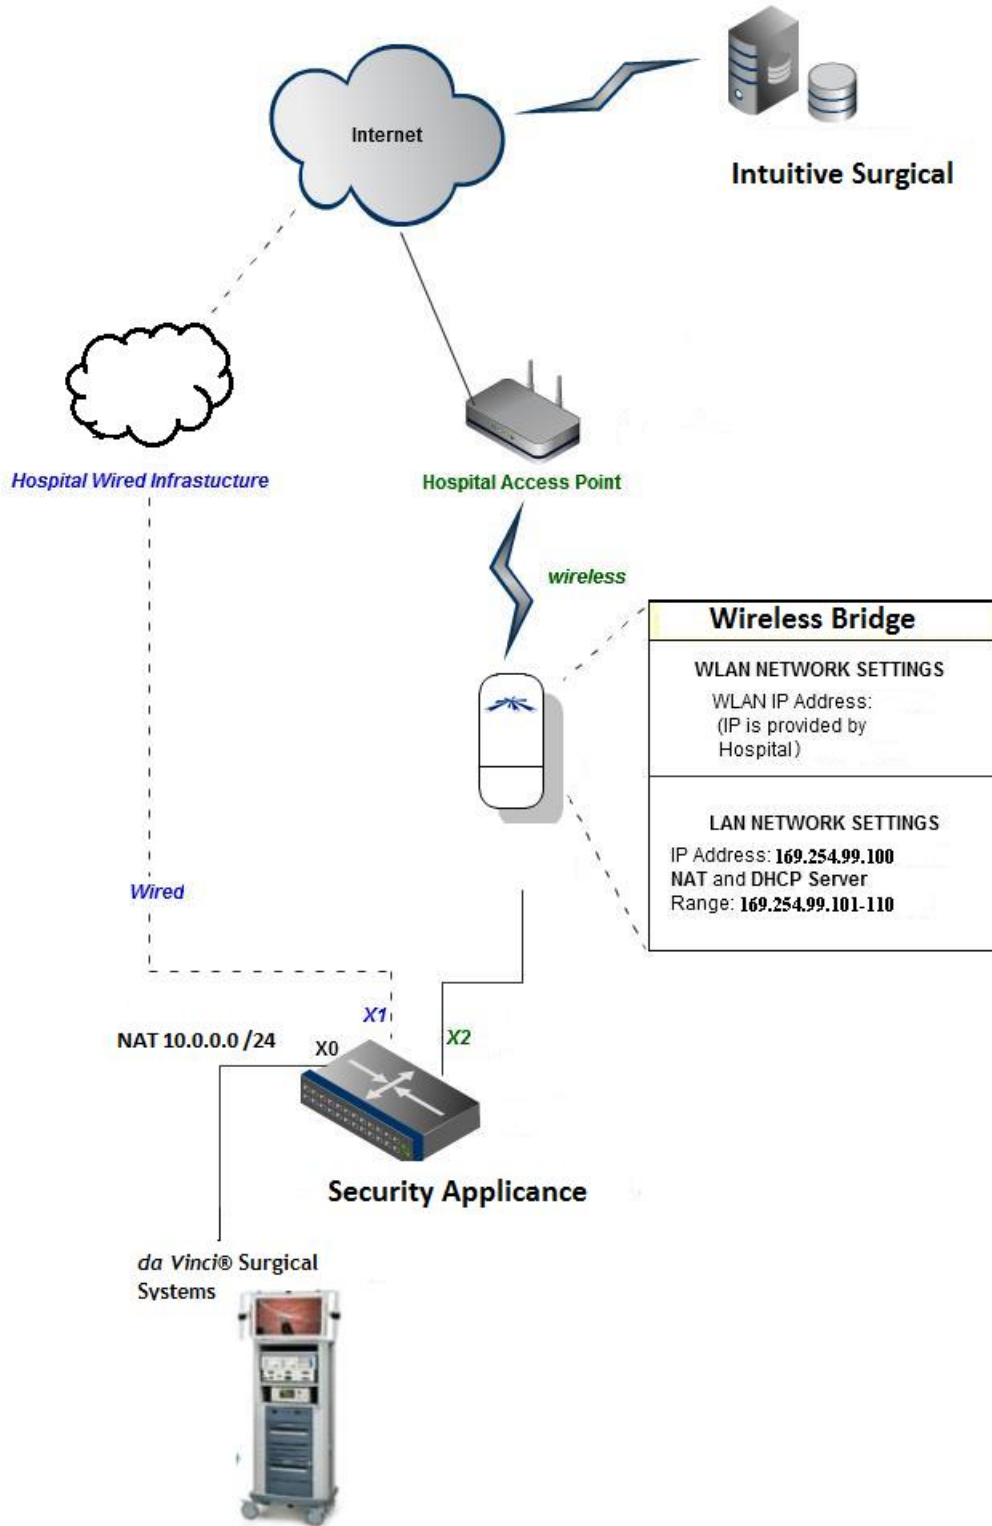 Internet
Intuitive Surgical
Hospital Wired Infrastucture
Hospital Access Point
wireless
Wireless Bridge
WLAN NETWORK SETTINGS
WLAN IP Address:
(IP is provided by
Hospital)
LAN NETWORK SETTINGS
IP Address: 169.254.99.100
NAT and DHCP Server
Range: 169.254.99.101-110
Wired
X1
X2
NAT 10.0.0.0 /24
X0
Security Applicance
da Vinci® Surgical
Systems